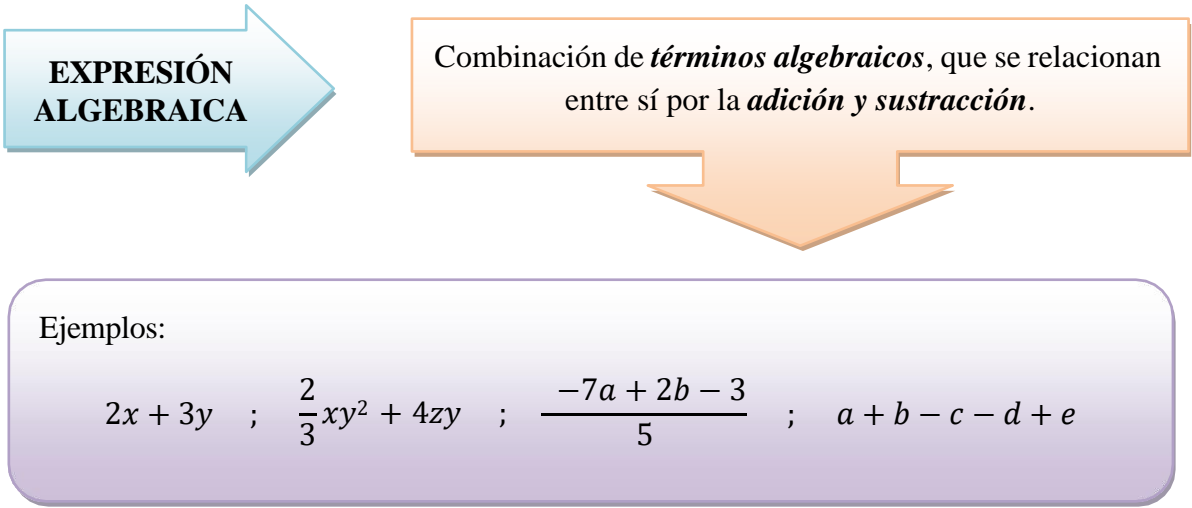 EXPRESIÓN
ALGEBRAICA
Combinación de términos algebraicos, que se relacionan
entre sí por la adición y sustracción.
Ejemplos:
2x + 3y ; 2/3 xy² + 4zy ; (−7a + 2b − 3)/5 ; a + b − c − d + e